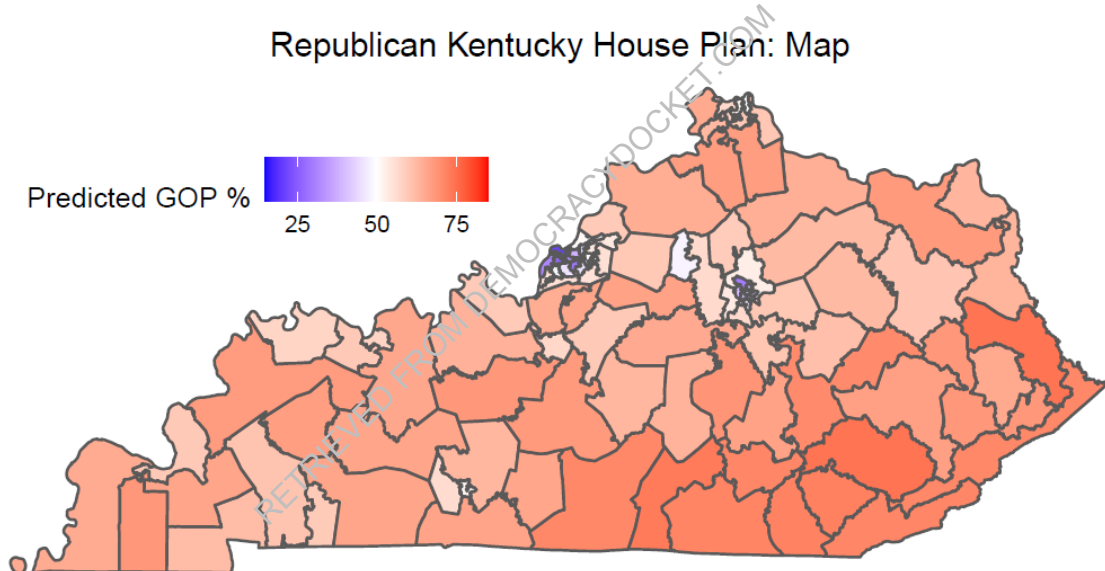 Republican Kentucky House Plan: Map
Predicted GOP %
25 50 75
RETRIEVED FROM DEMOCRACYDOCKET.COM